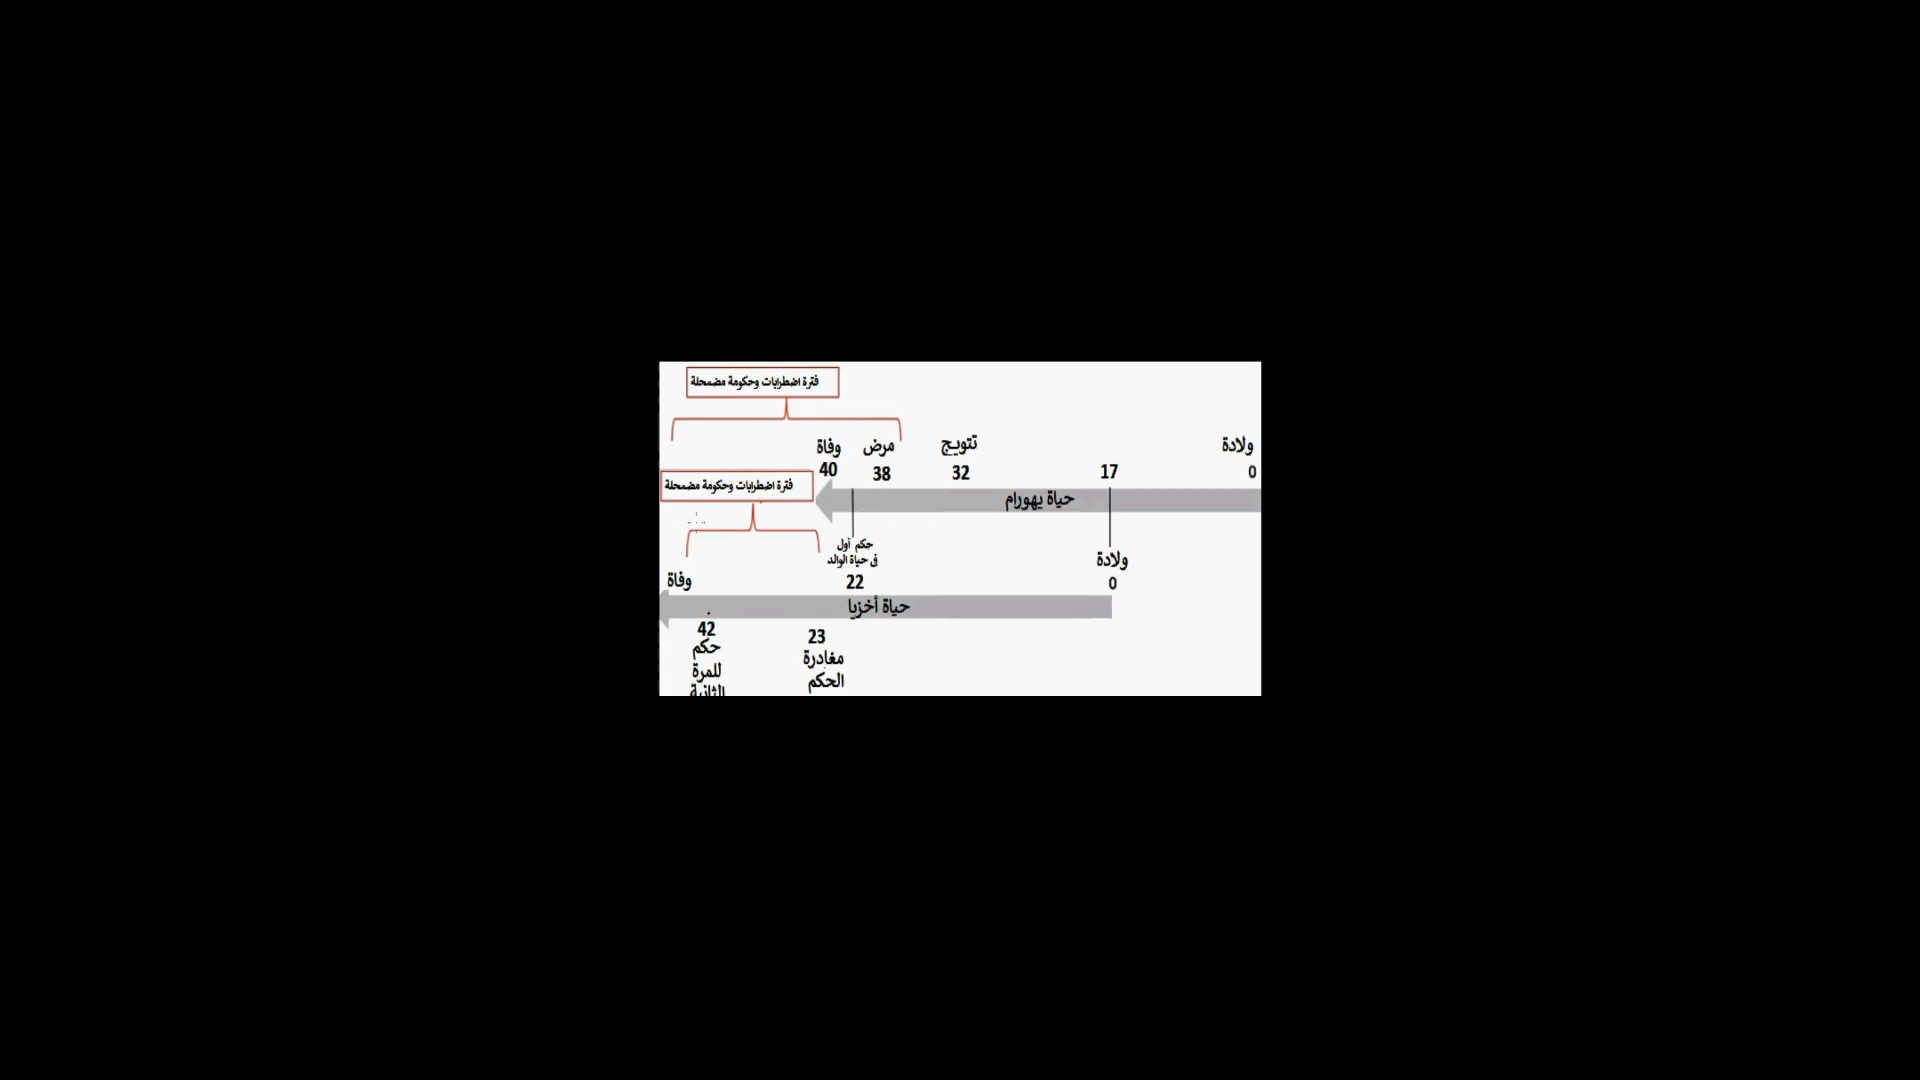 فترة اضطرابات وحكومة مضمحلة
ولادة
تتويج
مرض
وفاة
0
17
32
38
40
فترة اضطرابات وحكومة مضمحلة
حياة يهورام
حكم أول
في حياة الوالد
ولادة
0
22
وفاة
حياة أخزيا
23
مغادرة
الحكم
42
حكم
للمرة
الثانية